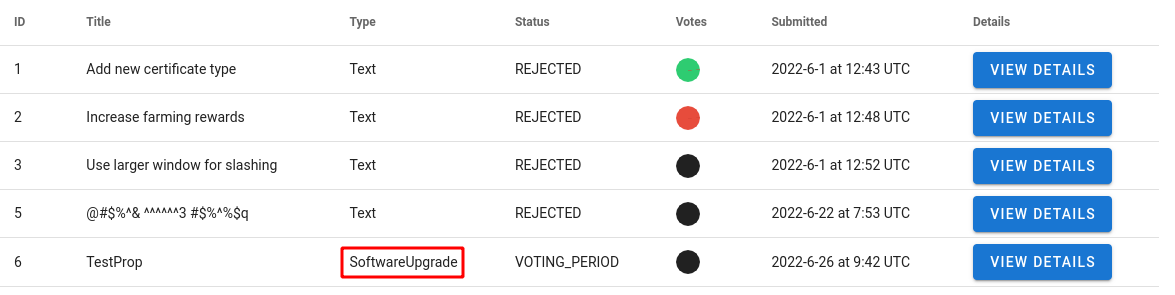 ID Title Type Status Votes Submitted Details
1 Add new certificate type Text REJECTED 2022-6-1 at 12:43 UTC VIEW DETAILS
2 Increase farming rewards Text REJECTED 2022-6-1 at 12:48 UTC VIEW DETAILS
3 Use larger window for slashing Text REJECTED 2022-6-1 at 12:52 UTC VIEW DETAILS
5 @#$%^& ^^^^^^3 #$%^%$q Text REJECTED 2022-6-22 at 7:53 UTC VIEW DETAILS
6 TestProp SoftwareUpgrade VOTING_PERIOD 2022-6-26 at 9:42 UTC VIEW DETAILS